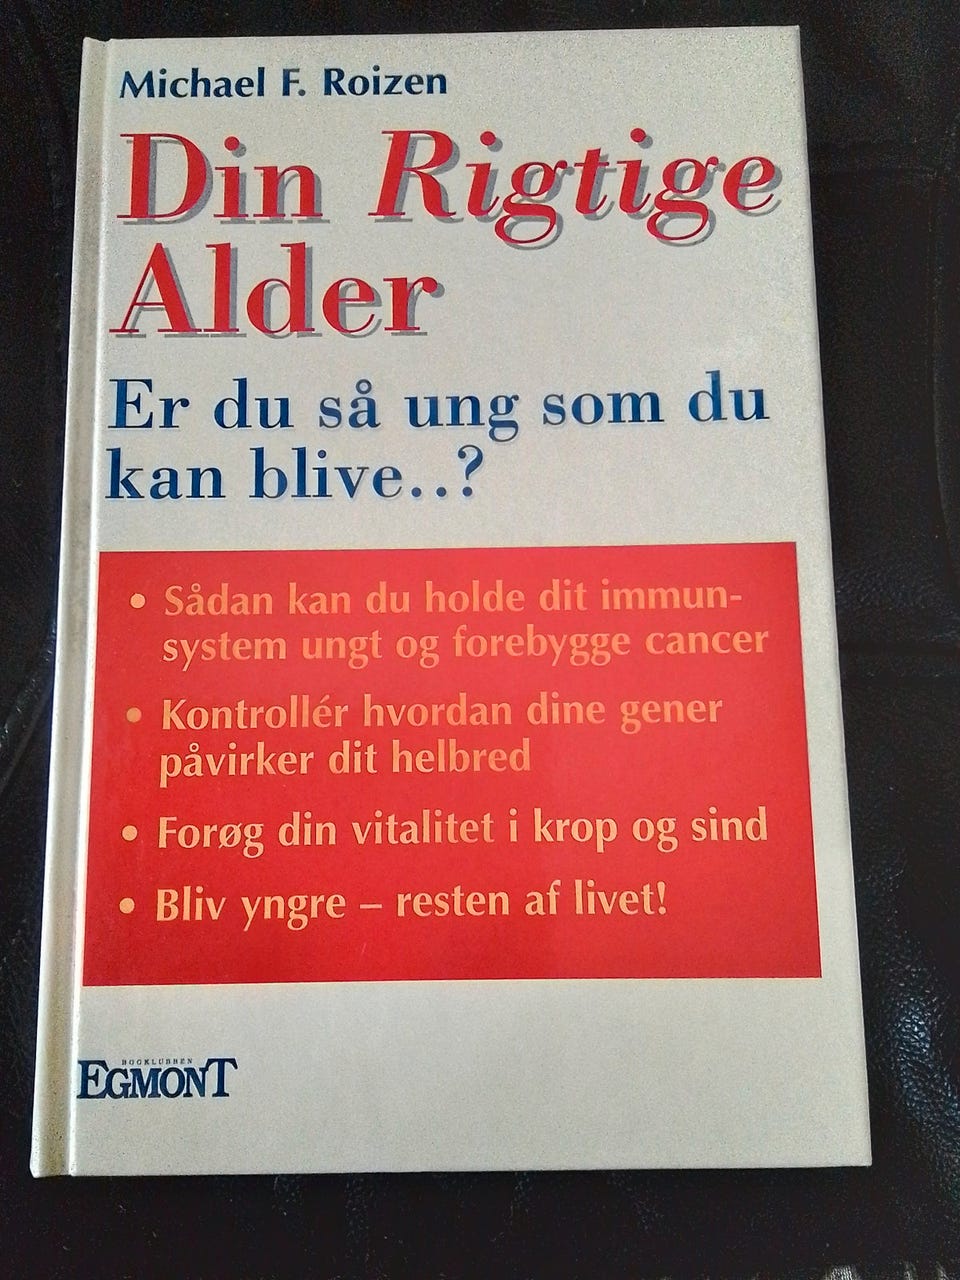 Michael F. Roizen
Din Rigtige
Alder
Er du så ung som du
kan blive..?
• Sådan kan du holde dit immun-
system ungt og forebygge cancer
• Kontrollér hvordan dine gener
påvirker dit helbred
• Forøg din vitalitet i krop og sind
• Bliv yngre – resten af livet!
BOGKLUBBEN
EGMONT